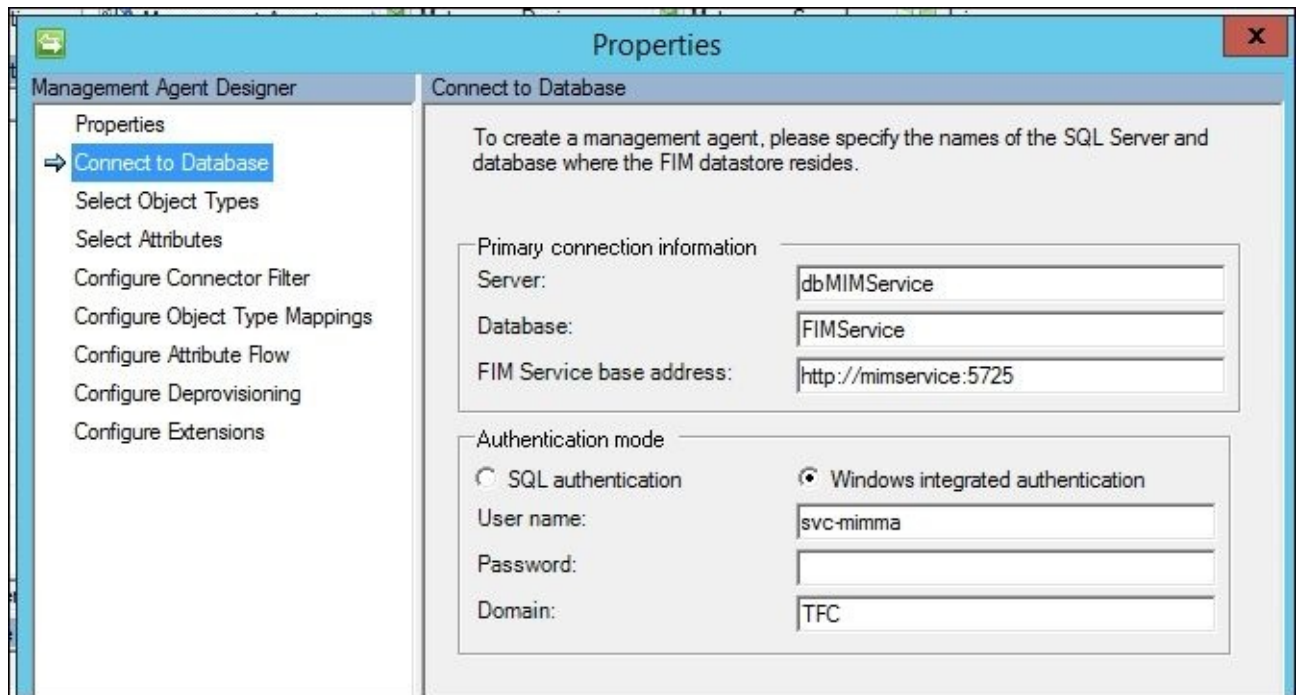 Properties
X
Management Agent Designer
Connect to Database
Properties
Connect to Database
Select Object Types
Select Attributes
Configure Connector Filter
Configure Object Type Mappings
Configure Attribute Flow
Configure Deprovisioning
Configure Extensions
To create a management agent, please specify the names of the SQL Server and
database where the FIM datastore resides.
Primary connection information
Server:
dbMIMService
Database:
FIMService
FIM Service base address:
http://mimservice:5725
Authentication mode
SQL authentication
Windows integrated authentication
User name:
svc-mimma
Password:
Domain:
TFC